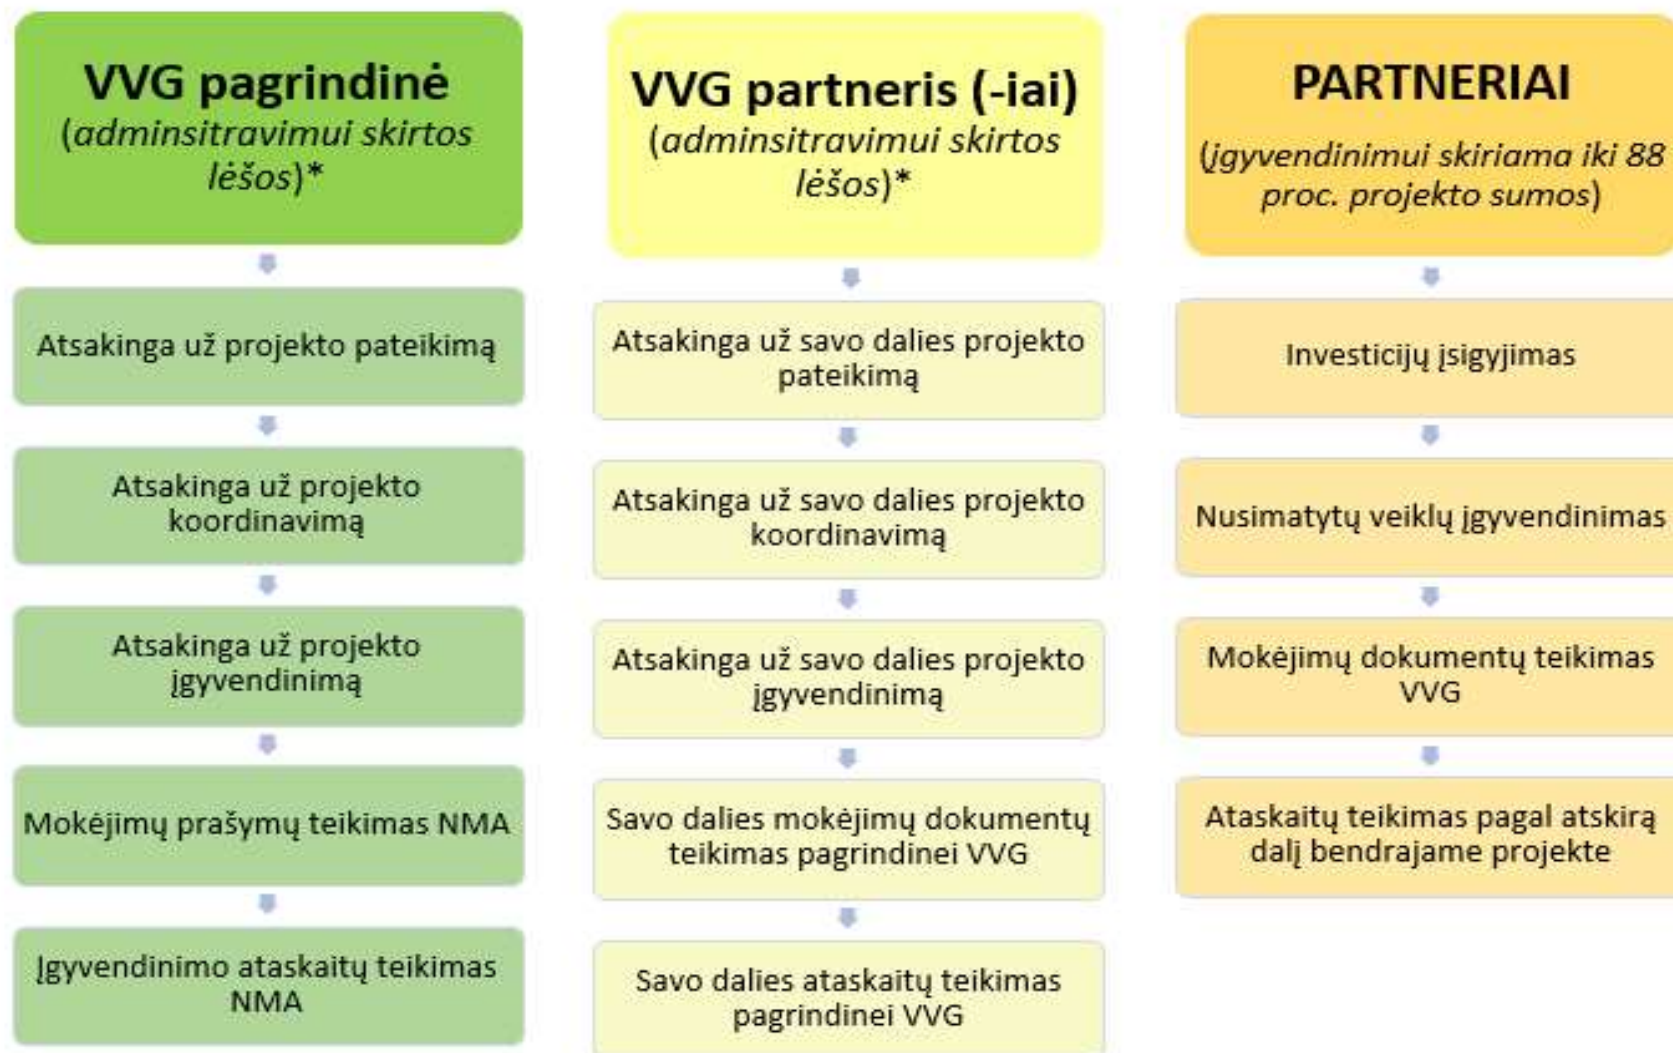 VVG pagrindinė
(adminsitravimui skirtos
lėšos)*
Atsakinga už projekto pateikimą
Atsakinga už projekto
koordinavimą
Atsakinga už projekto
įgyvendinimą
Mokėjimų prašymų teikimas NMA
Įgyvendinimo ataskaitų teikimas
NMA
VVG partneris (-iai)
(adminsitravimui skirtos
lėšos)*
Atsakinga už savo dalies projekto
pateikimą
Atsakinga už savo dalies projekto
koordinavimą
Atsakinga už savo dalies projekto
įgyvendinimą
Savo dalies mokėjimų dokumentų
teikimas pagrindinei VVG
Savo dalies ataskaitų teikimas
pagrindinei VVG
PARTNERIAI
(įgyvendinimui skiriama iki 88
proc. projekto sumos)
Investicijų įsigyjimas
Nusimatytų veiklų įgyvendinimas
Mokėjimų dokumentų teikimas
VVG
Ataskaitų teikimas pagal atskirą
dalį bendrajame projekte